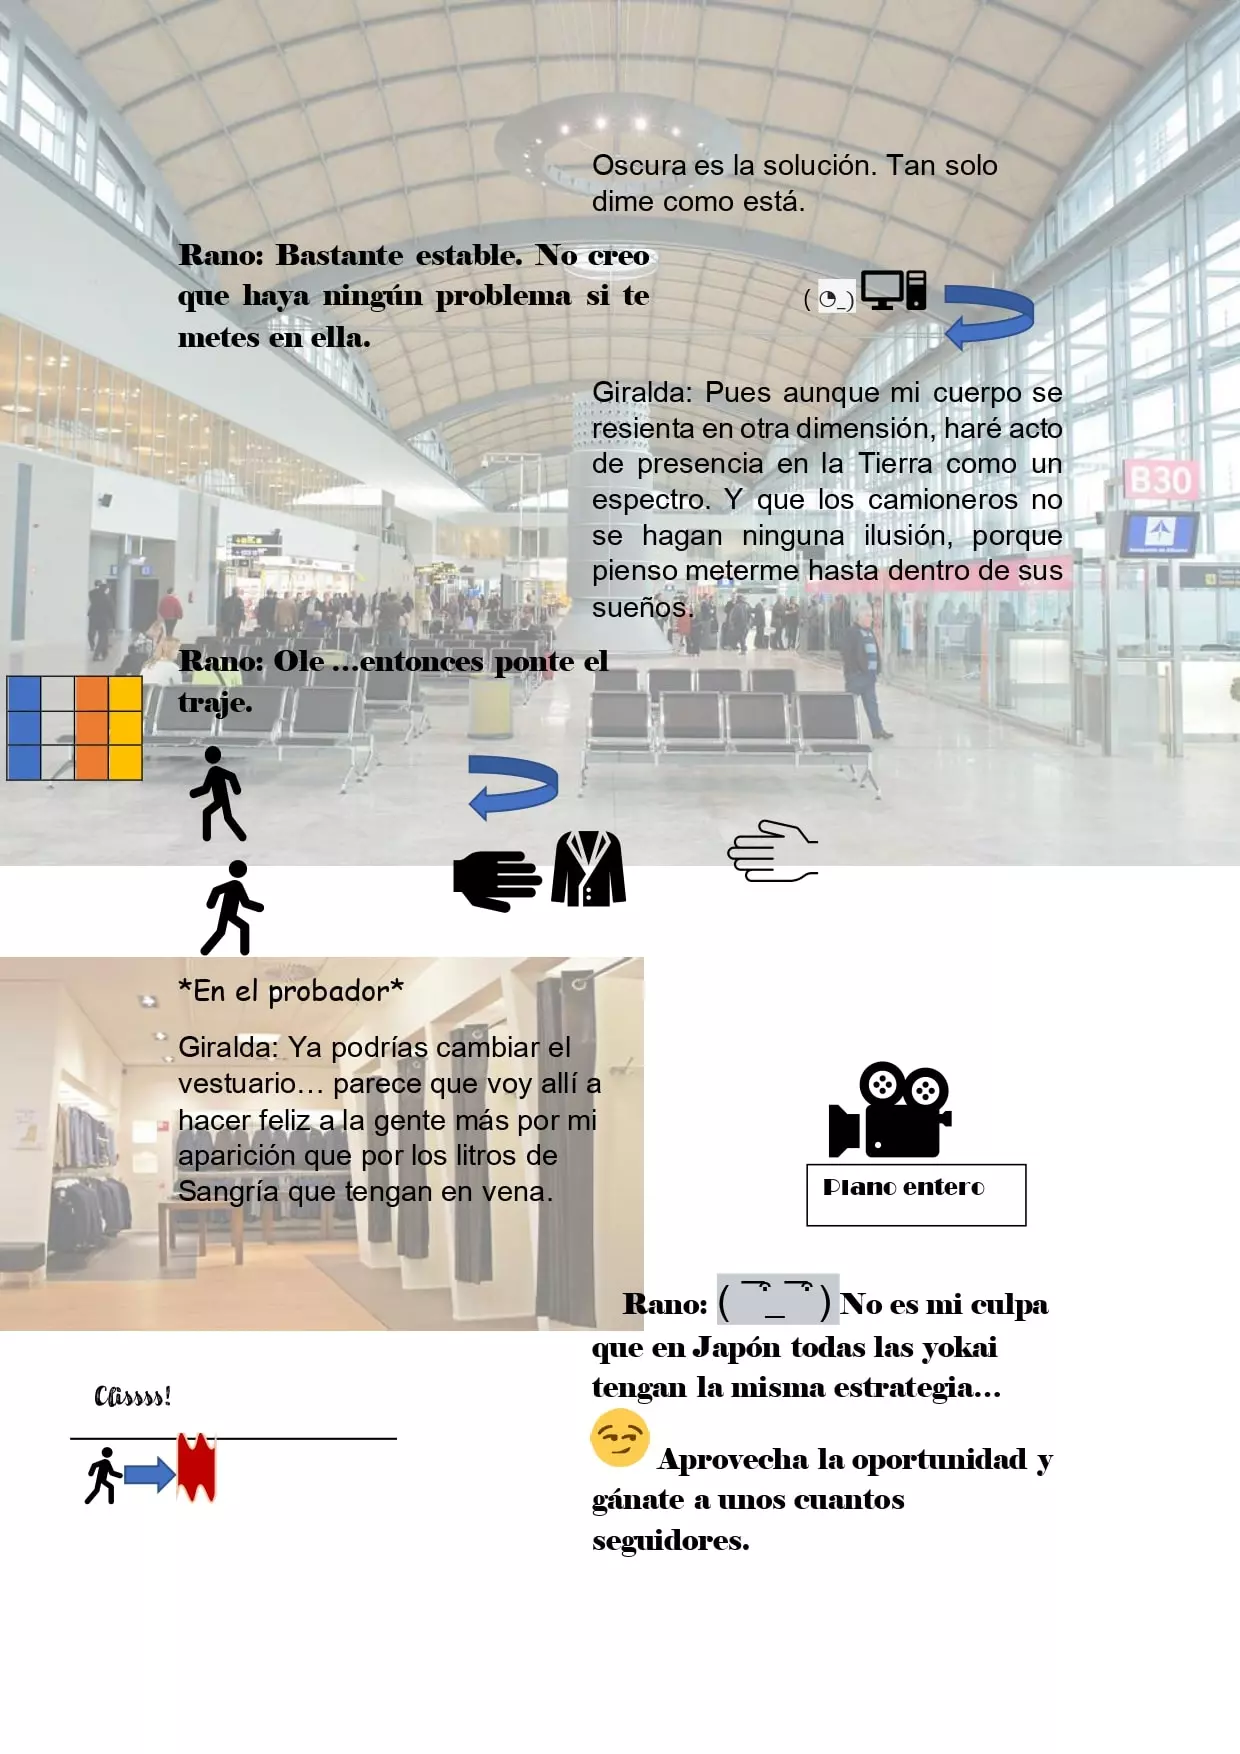 Oscura es la solución. Tan solo
dime como está.
Rano: Bastante estable. No creo
que haya ningún problema si te
metes en ella.
( ◔_)
Giralda: Pues aunque mi cuerpo se
resienta en otra dimensión, haré acto
de presencia en la Tierra como un
espectro. Y que los camioneros no
se hagan ninguna ilusión, porque
pienso meterme hasta dentro de sus
sueños.
B30
Rano: Ole ...entonces ponte el
traje.
*En el probador*
Giralda: Ya podrías cambiar el
vestuario... parece que voy allí a
hacer feliz a la gente más por mi
aparición que por los litros de
Sangría que tengan en vena.
Plano entero
Rano: ( ͡° _ ͡°) No es mi culpa
que en Japón todas las yokai
tengan la misma estrategia...
Aprovecha la oportunidad y
gánate a unos cuantos
seguidores.
Clissss!